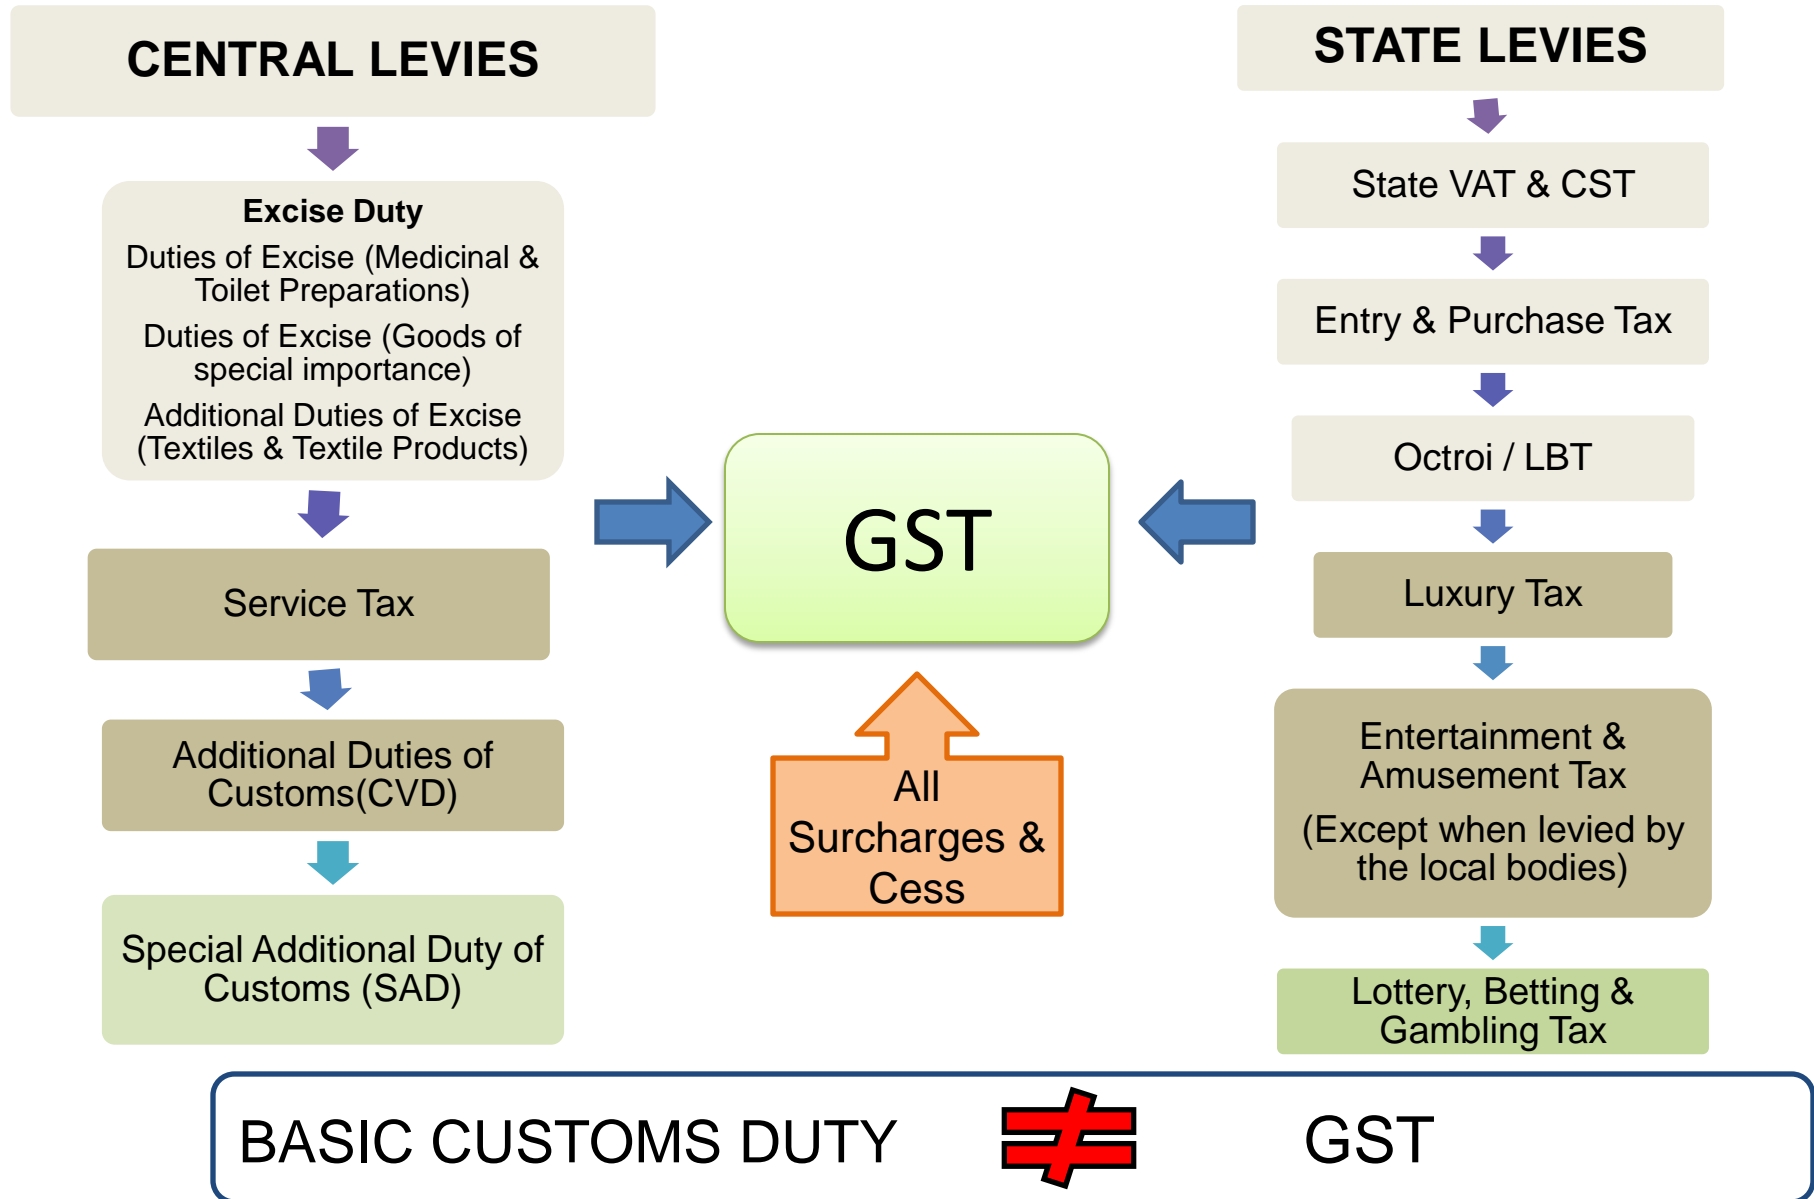 CENTRAL LEVIES
Excise Duty
Duties of Excise (Medicinal &
Toilet Preparations)
Duties of Excise (Goods of
special importance)
Additional Duties of Excise
(Textiles & Textile Products)
Service Tax
Additional Duties of
Customs(CVD)
Special Additional Duty of
Customs (SAD)
GST
All
Surcharges &
Cess
STATE LEVIES
State VAT & CST
Entry & Purchase Tax
Octroi / LBT
Luxury Tax
Entertainment &
Amusement Tax
(Except when levied by
the local bodies)
Lottery, Betting &
Gambling Tax
BASIC CUSTOMS DUTY ≠ GST